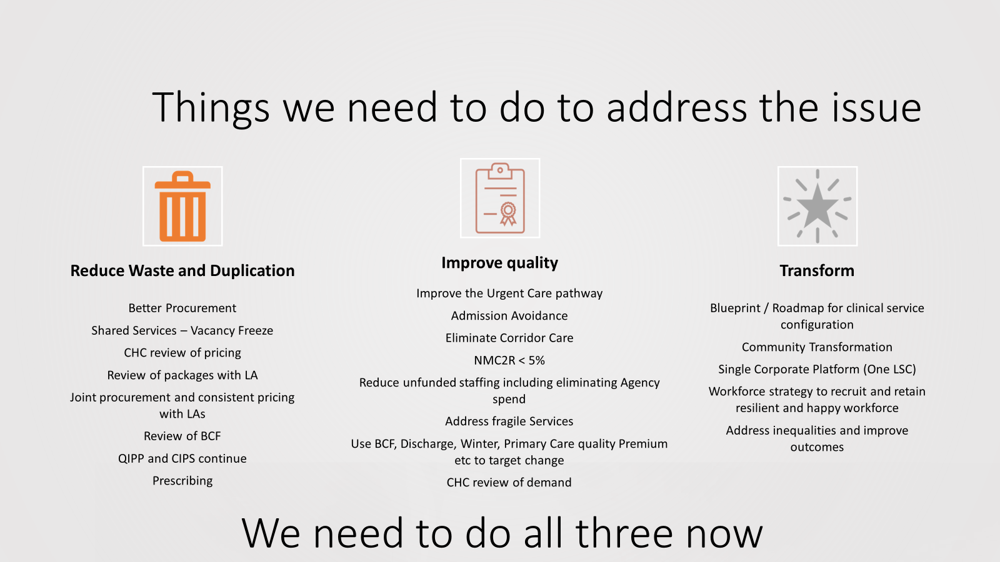 Things we need to do to address the issue
Reduce Waste and Duplication
Better Procurement
Shared Services – Vacancy Freeze
CHC review of pricing
Review of packages with LA
Joint procurement and consistent pricing
with LAs
Review of BCF
QIPP and CIPS continue
Prescribing
Improve quality
Improve the Urgent Care pathway
Admission Avoidance
Eliminate Corridor Care
NMC2R < 5%
Reduce unfunded staffing including eliminating Agency
spend
Address fragile Services
Use BCF, Discharge, Winter, Primary Care quality Premium
etc to target change
CHC review of demand
Transform
Blueprint / Roadmap for clinical service
configuration
Community Transformation
Single Corporate Platform (One LSC)
Workforce strategy to recruit and retain
resilient and happy workforce
Address inequalities and improve
outcomes
We need to do all three now